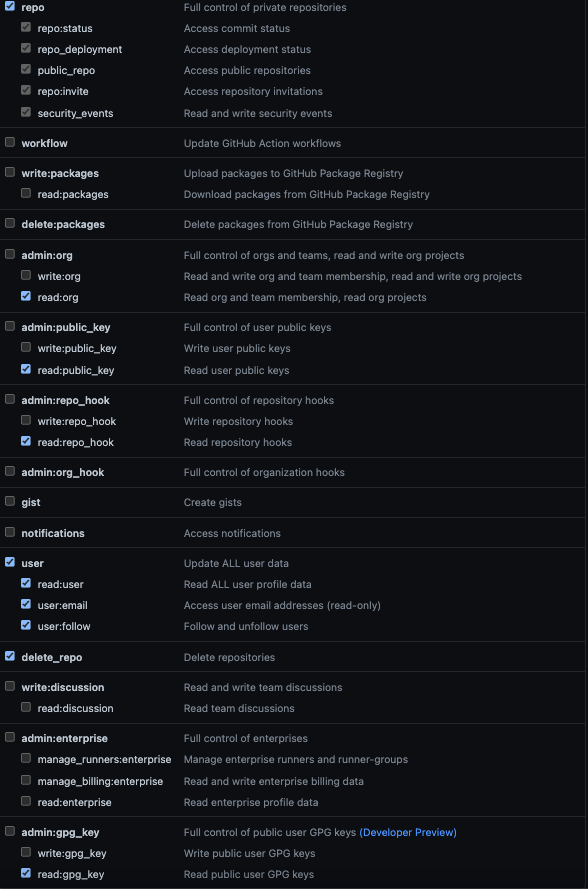 repo Full control of private repositories
repo:status Access commit status
repo_deployment Access deployment status
public_repo Access public repositories
repo:invite Access repository invitations
security_events Read and write security events
workflow Update GitHub Action workflows
write:packages Upload packages to GitHub Package Registry
read:packages Download packages from GitHub Package Registry
delete:packages Delete packages from GitHub Package Registry
admin:org Full control of orgs and teams, read and write org projects
write:org Read and write org and team membership, read and write org projects
read:org Read org and team membership, read org projects
admin:public_key Full control of user public keys
write:public_key Write user public keys
read:public_key Read user public keys
admin:repo_hook Full control of repository hooks
write:repo_hook Write repository hooks
read:repo_hook Read repository hooks
admin:org_hook Full control of organization hooks
gist Create gists
notifications Access notifications
user Update ALL user data
read:user Read ALL user profile data
user:email Access user email addresses (read-only)
user:follow Follow and unfollow users
delete_repo Delete repositories
write:discussion Read and write team discussions
read:discussion Read team discussions
admin:enterprise Full control of enterprises
manage_runners:enterprise Manage enterprise runners and runner-groups
manage_billing:enterprise Read and write enterprise billing data
read:enterprise Read enterprise profile data
admin:gpg_key Full control of public user GPG keys (Developer Preview)
write:gpg_key Write public user GPG keys
read:gpg_key Read public user GPG keys